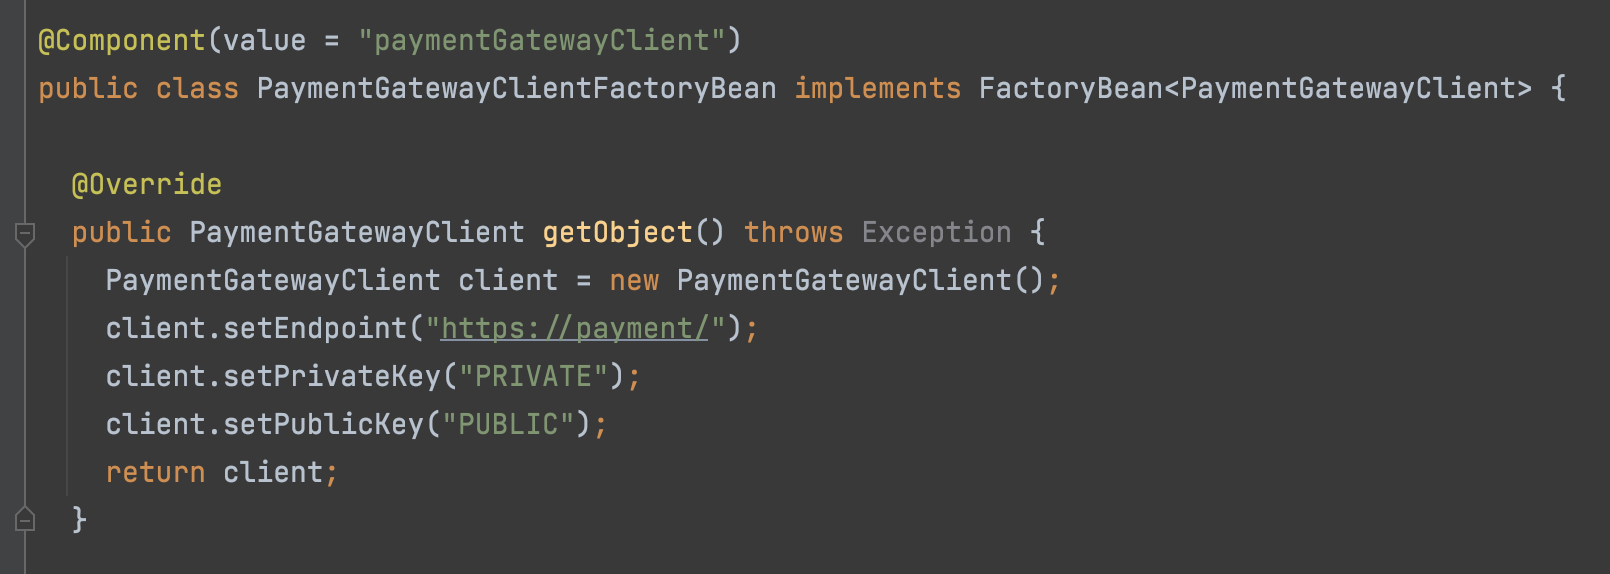 @Component(value = "paymentGatewayClient")
public class PaymentGatewayClientFactoryBean implements FactoryBean<PaymentGatewayClient> {
@Override
public PaymentGatewayClient getObject() throws Exception {
PaymentGatewayClient client = new PaymentGatewayClient();
client.setEndpoint("https://payment/");
client.setPrivateKey("PRIVATE");
client.setPublicKey("PUBLIC");
return client;
}